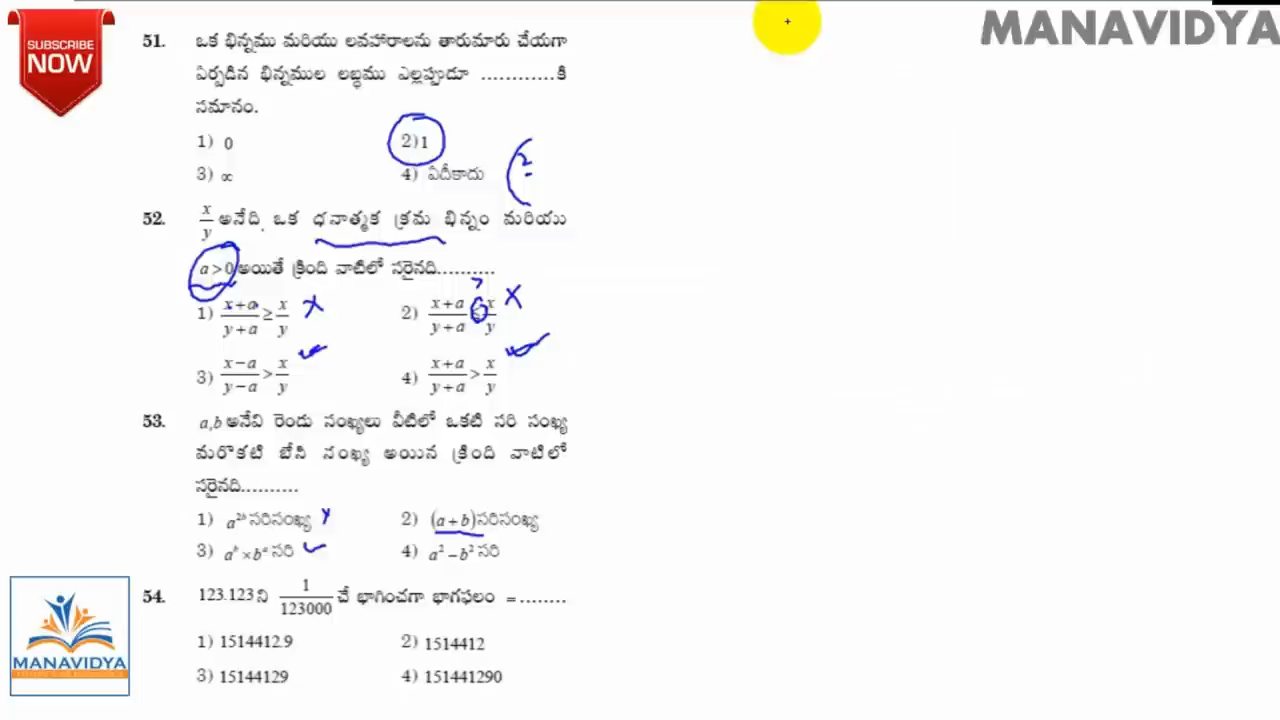 MANAVIDYA
SUBSCRIBE
NOW
51. ఒక భిన్నము మరియు లవహారాలను తారుమారు చేయగా
ఏర్పడిన భిన్నముల లబ్ధము ఎల్లప్పుడూ ............కి
సమానం.
1) 0 2) 1
3) ∝ 4) ఏదీకాదు
52. x/y అనేది, ఒక ధనాత్మక క్రమ భిన్నం మరియు
a > 0 అయితే క్రింది వాటిలో సరైనది..........
1) (x+a)/(y+a) ≥ x/y 2) (x+a)/(y+a) ≤ x/y
3) (x−a)/(y−a) > x/y 4) (x+a)/(y+a) > x/y
53. a,b అనేవి రెండు సంఖ్యలు వీటిలో ఒకటి సరి సంఖ్య
మరొకటి బేసి సంఖ్య అయిన క్రింది వాటిలో
సరైనది..........
1) a²ᵇ సరిసంఖ్య 2) (a+b)సరిసంఖ్య
3) aᵇ×bᵃ సరి 4) a²−b² సరి
54. 123.123ని 1/123000 చే భాగించగా భాగఫలం =........
1) 1514412.9 2) 1514412
3) 15144129 4) 151441290
MANAVIDYA